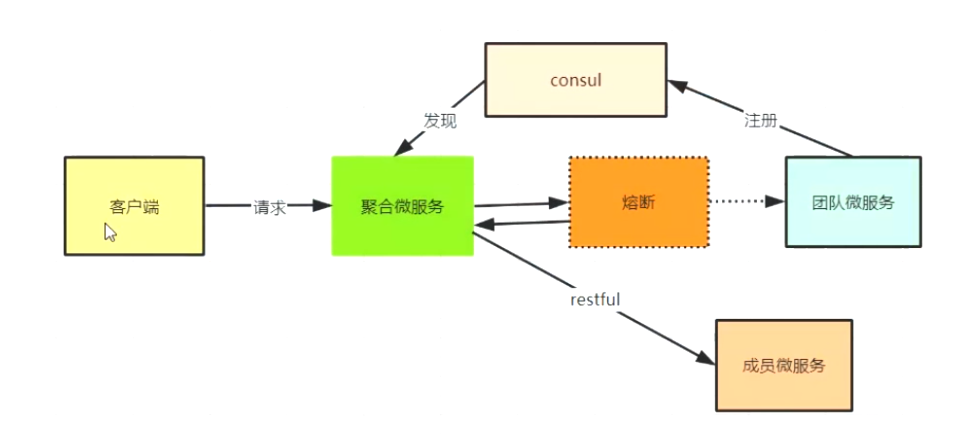 consul
发现
注册
客户端
请求
聚合微服务
熔断
团队微服务
restful
成员微服务